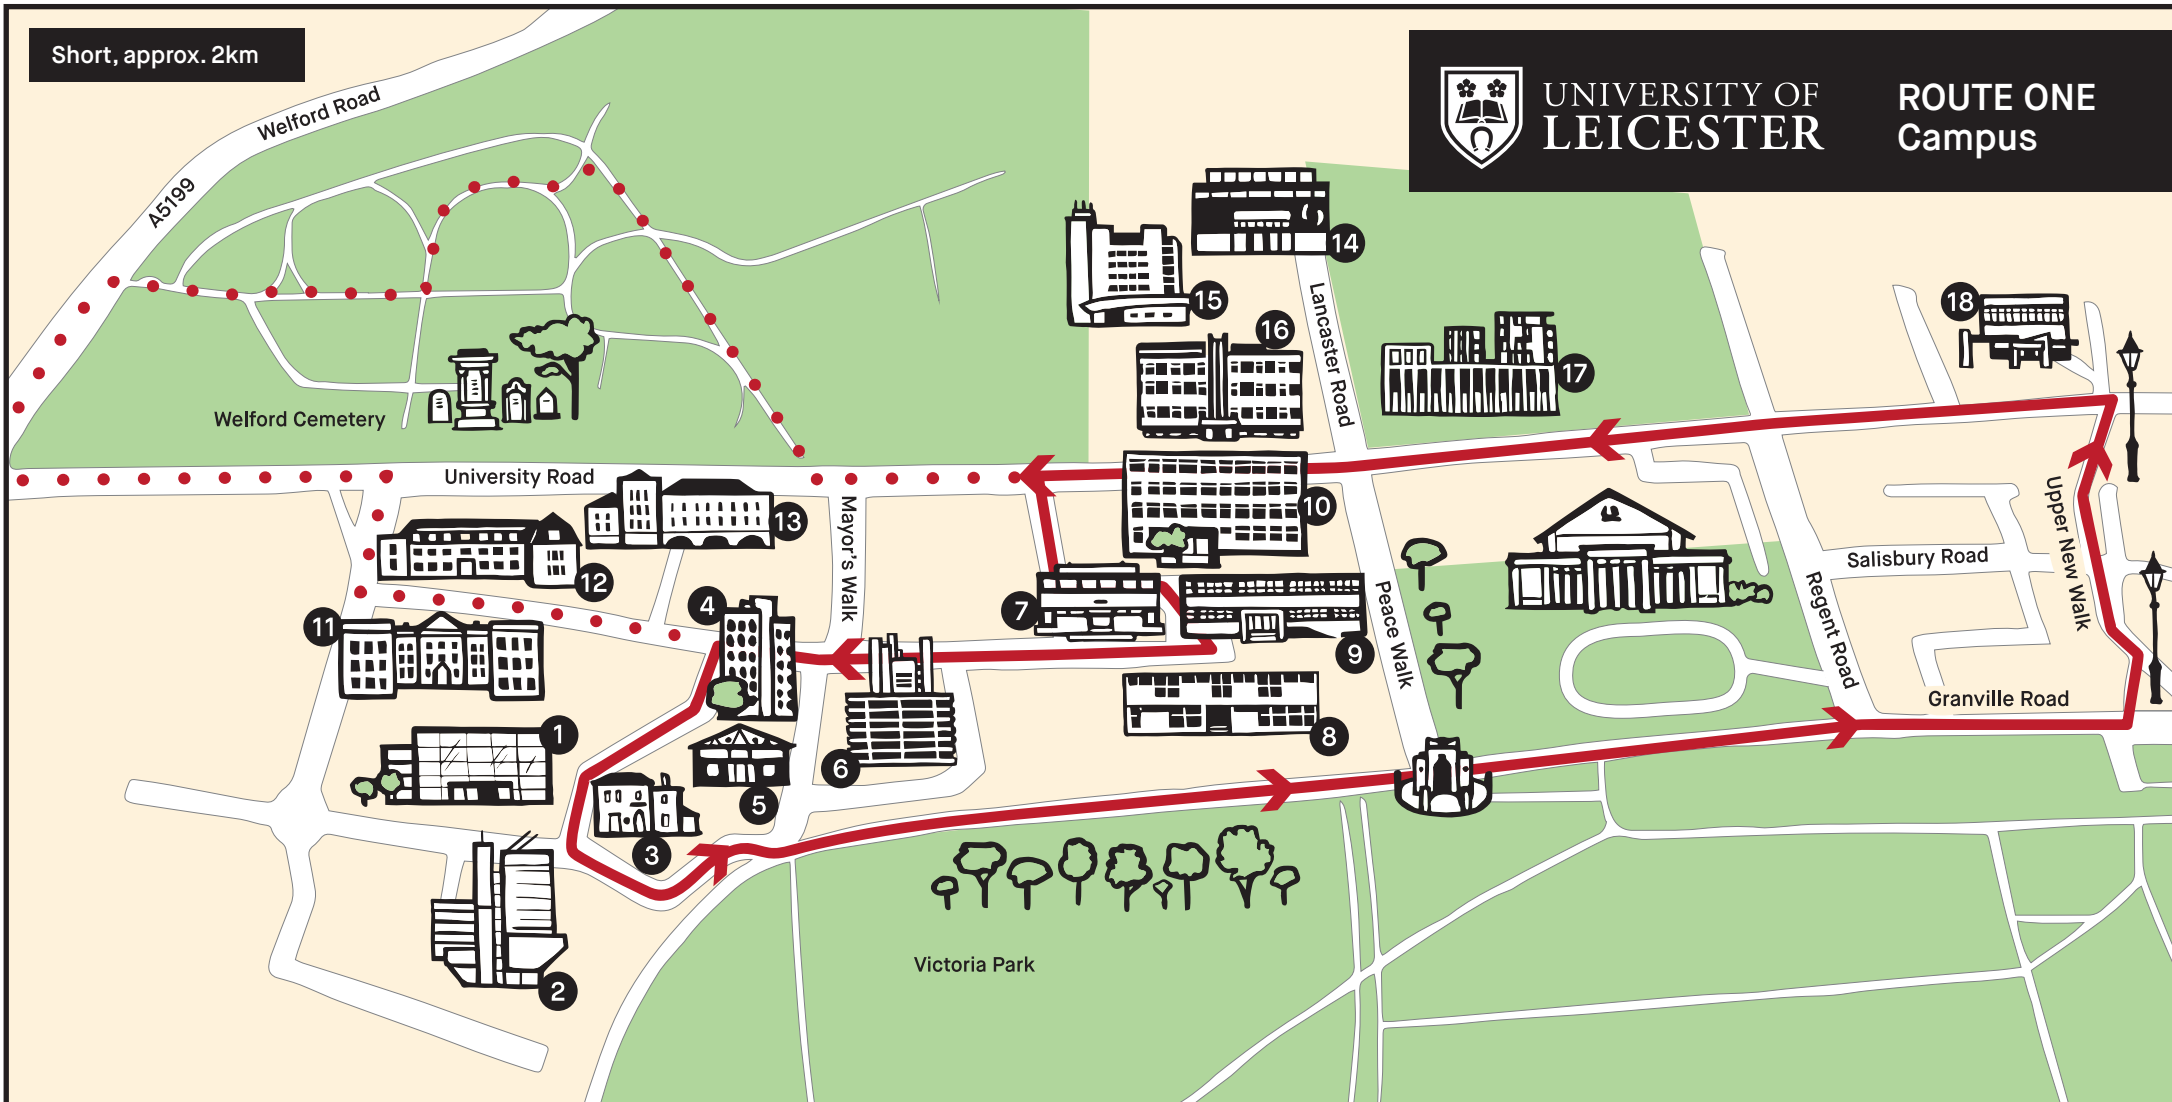 Short, approx. 2km
UNIVERSITY OF
LEICESTER
ROUTE ONE
Campus
Welford Road
A5199
Welford Cemetery
University Road
Mayor's Walk
Lancaster Road
Peace Walk
Regent Road
Salisbury Road
Upper New Walk
Granville Road
Victoria Park
14
15
16
18
17
10
13
12
4
7
11
9
1
8
6
5
3
2